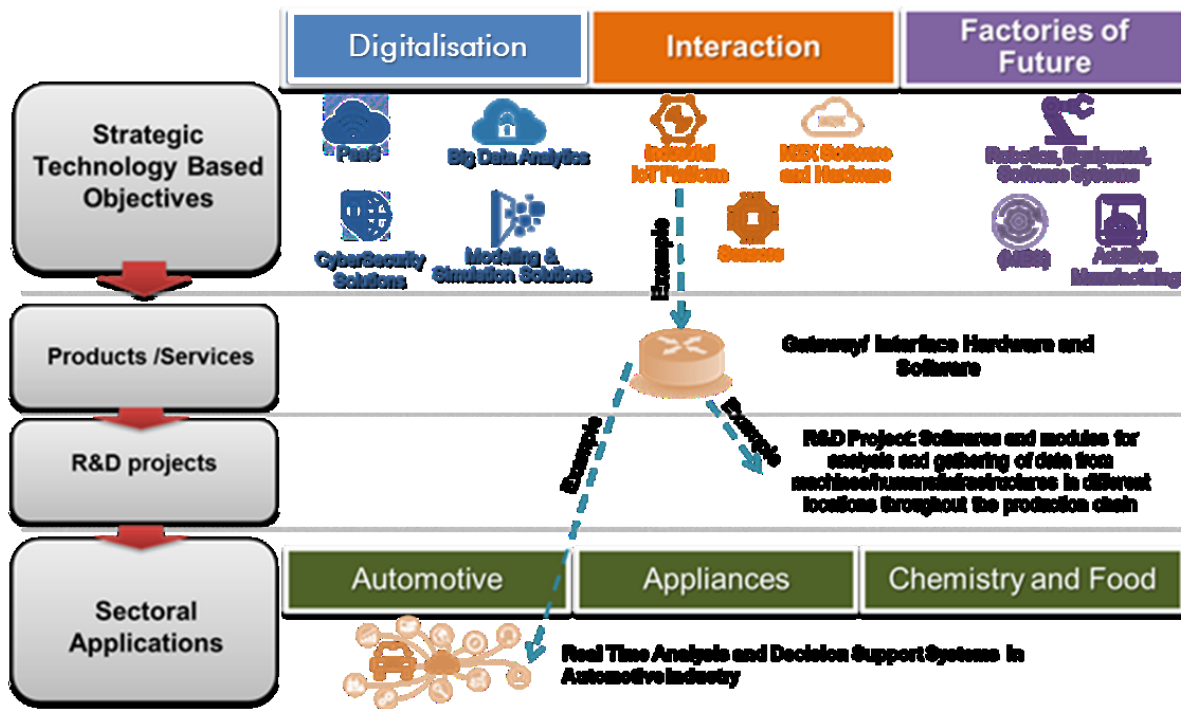 Digitalisation
Interaction
Factories of
Future
Strategic
Technology Based
Objectives
PaaS
Big Data Analytics
Industrial
IoT Platform
M2X Software
and Hardware
Robotics, Equipment,
Software Systems
CyberSecurity
Solutions
Modeling &
Simulation Solutions
Sensors
Additive
Manufacturing
Example
Products /Services
Gateway/ Interface Hardware and
Software
Example
Example
R&D projects
R&D Project: Softwares and modules for
analysis and gathering of data from
machine/human/infrastructures in different
locations throughout the production chain
Sectoral
Applications
Automotive
Appliances
Chemistry and Food
Real Time Analysis and Decision Support Systems in
Automotive Industry